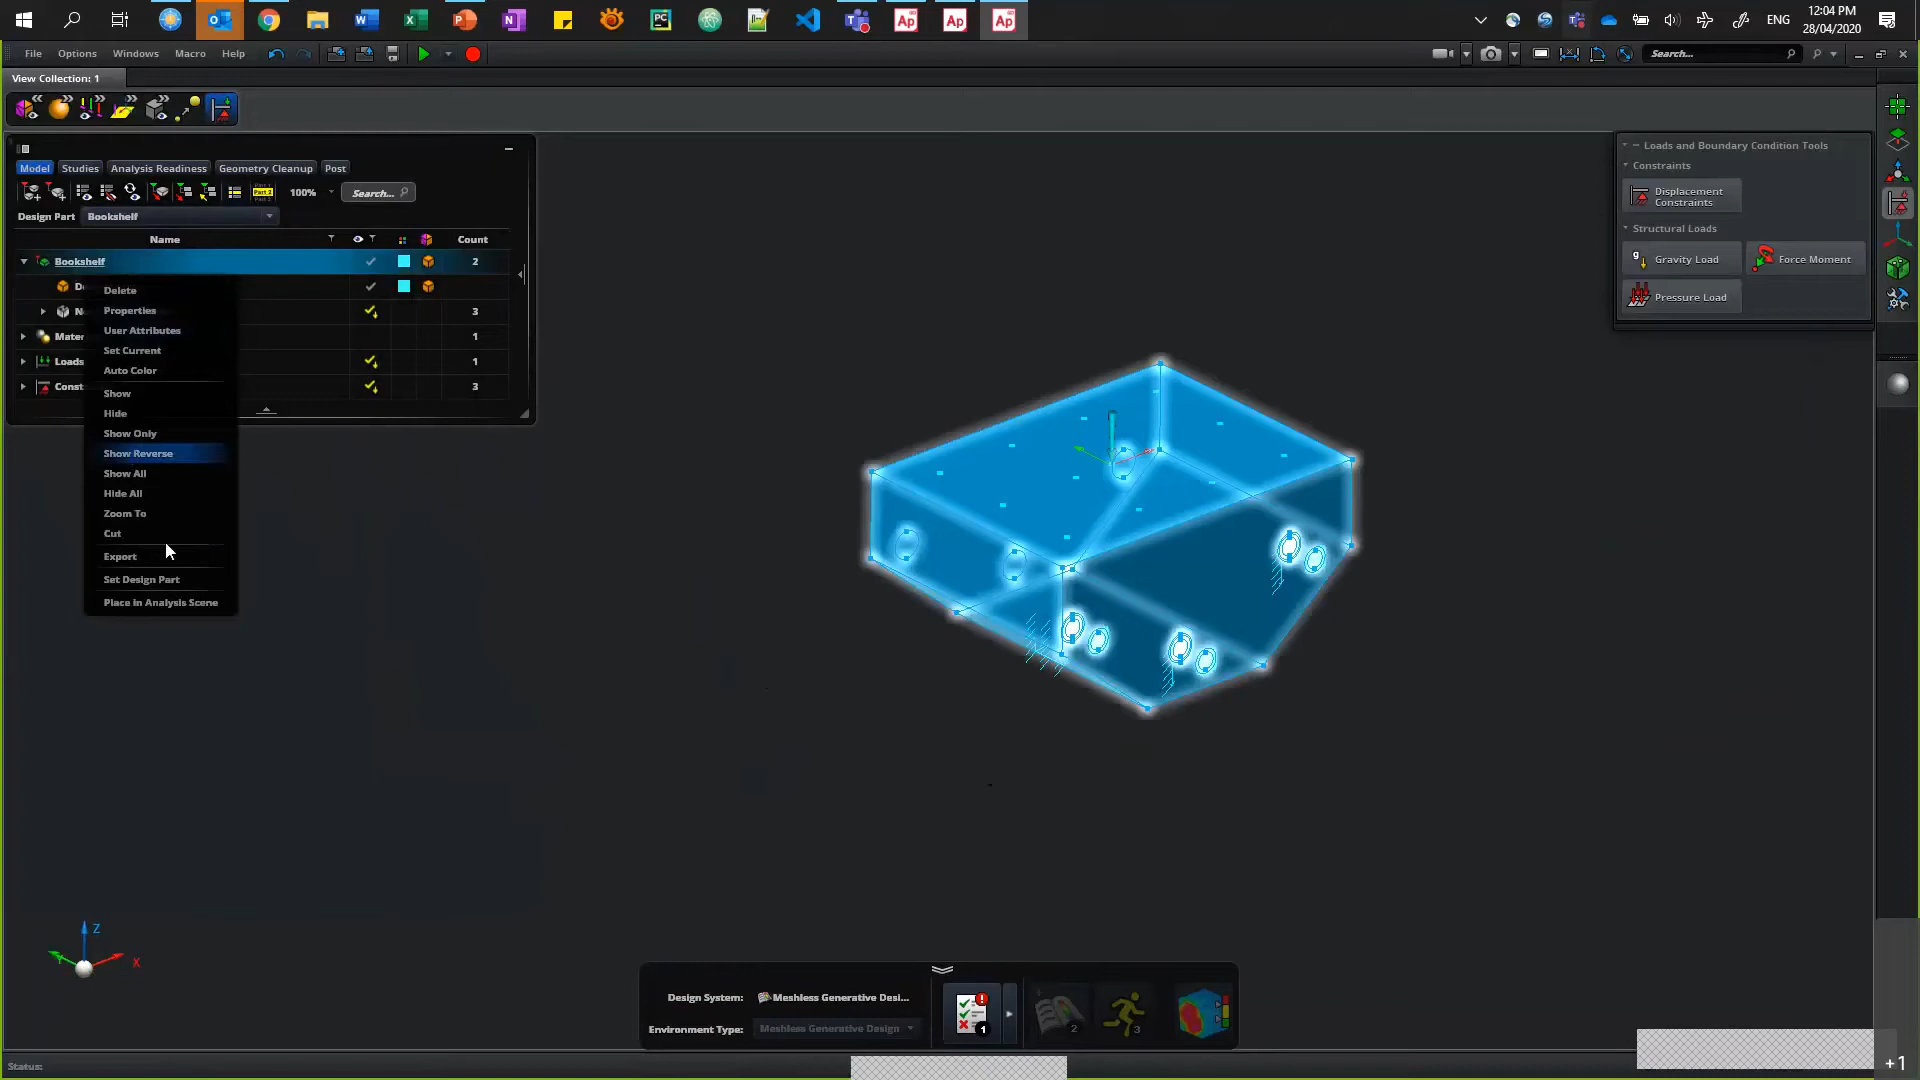 ENG
12:04 PM
28/04/2020
File Options Windows Macro Help
Search...
View Collection: 1
Model Studies Analysis Readiness Geometry Cleanup Post
100% Search...
Design Part Bookshelf
Name Count
Bookshelf 2
3
Mater 1
Loads 1
Const 3
Delete
Properties
User Attributes
Set Current
Auto Color
Show
Hide
Show Only
Show Reverse
Show All
Hide All
Zoom To
Cut
Export
Set Design Part
Place in Analysis Scene
Loads and Boundary Condition Tools
Constraints
Displacement
Constraints
Structural Loads
Gravity Load Force Moment
Pressure Load
Z
Y
X
Design System: Meshless Generative Desi...
Environment Type: Meshless Generative Design
1
2
3
Status:
+1